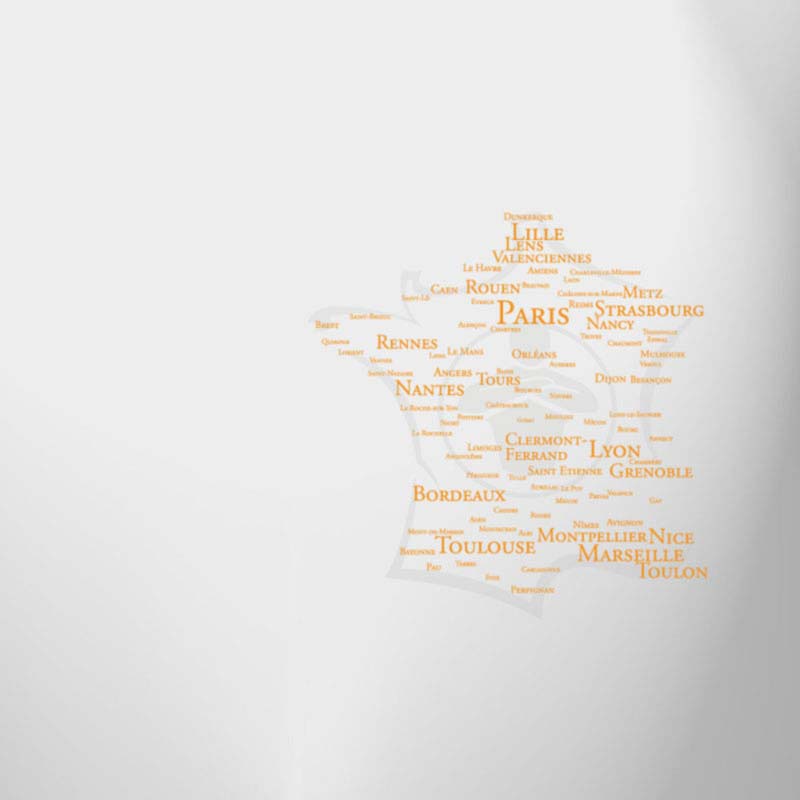 Dunkerque
Lille
Lens
Valenciennes
Le Havre
Amiens
Charleville-Mézières
Laon
Caen
Rouen
Beauvais
Saint-Lô
Évreux
Châlons-sur-Marne
Metz
Paris
Reims
Strasbourg
Saint-Brieuc
Brest
Alençon
Chartres
Nancy
Troyes
Épinal
Quimper
Rennes
Chaumont
Lorient
Le Mans
Orléans
Mulhouse
Vannes
Laval
Auxerre
Vesoul
Saint-Nazaire
Angers
Tours
Blois
Dijon
Besançon
Nantes
Bourges
Nevers
La Roche-sur-Yon
Châteauroux
Poitiers
Niort
Guéret
Moulins
Mâcon
Lons-le-Saunier
La Rochelle
Bourg
Annecy
Clermont-
Ferrand
Limoges
Lyon
Angoulême
Chambéry
Périgueux
Tulle
Saint Etienne
Grenoble
Aurillac
Le Puy
Privas
Valence
Bordeaux
Mende
Gap
Cahors
Rodez
Agen
Nîmes
Avignon
Mont-de-Marsan
Montauban
Albi
Montpellier
Nice
Bayonne
Toulouse
Marseille
Pau
Tarbes
Carcassonne
Toulon
Foix
Perpignan